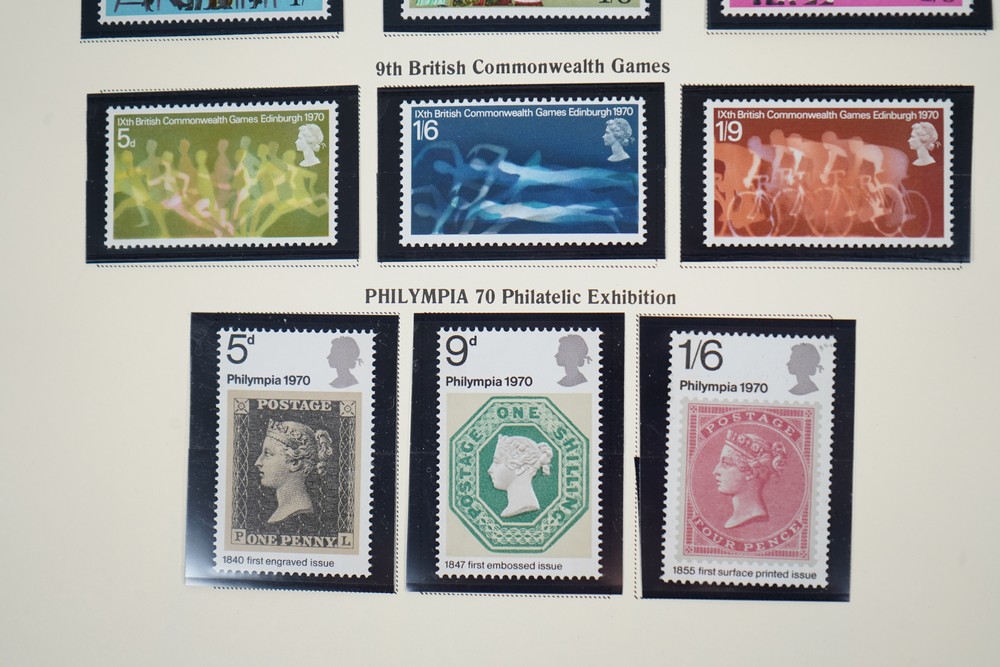 9th British Commonwealth Games
IXth British Commonwealth Games Edinburgh 1970
5d
IXth British Commonwealth Games Edinburgh 1970
1/6
IXth British Commonwealth Games Edinburgh 1970
1/9
PHILYMPIA 70 Philatelic Exhibition
5d
Philympia 1970
POSTAGE
P ONE PENNY L
1840 first engraved issue
9d
Philympia 1970
ONE SHILLING
POSTAGE
1847 first embossed issue
1/6
Philympia 1970
POSTAGE
FOUR PENCE
1855 first surface printed issue